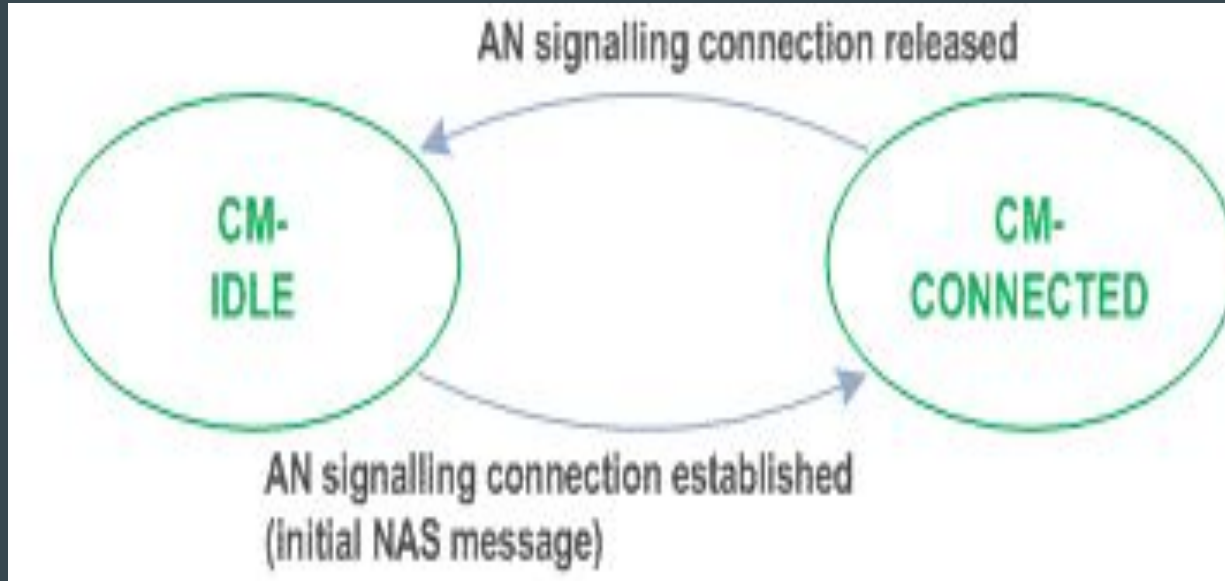 AN signalling connection released
CM-
IDLE
CM-
CONNECTED
AN signalling connection established
(initial NAS message)